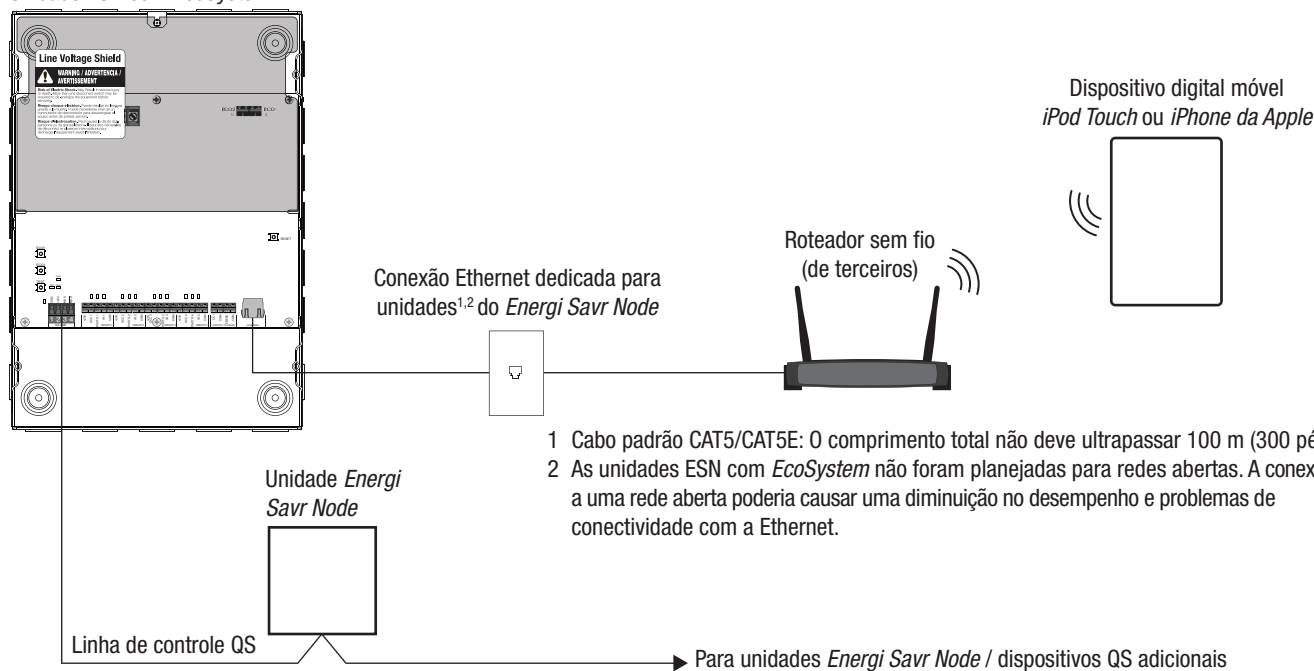 Line Voltage Shield
WARNING / ADVERTENCIA /
AVERTISSEMENT
RESET
Dispositivo digital móvel
iPod Touch ou iPhone da Apple
Roteador sem fio
(de terceiros)
Conexão Ethernet dedicada para
unidades1,2 do Energi Savr Node
1 Cabo padrão CAT5/CAT5E: O comprimento total não deve ultrapassar 100 m (300 pé
2 As unidades ESN com EcoSystem não foram planejadas para redes abertas. A conex
a uma rede aberta poderia causar uma diminuição no desempenho e problemas de
conectividade com a Ethernet.
Unidade Energi
Savr Node
Linha de controle QS
Para unidades Energi Savr Node / dispositivos QS adicionais